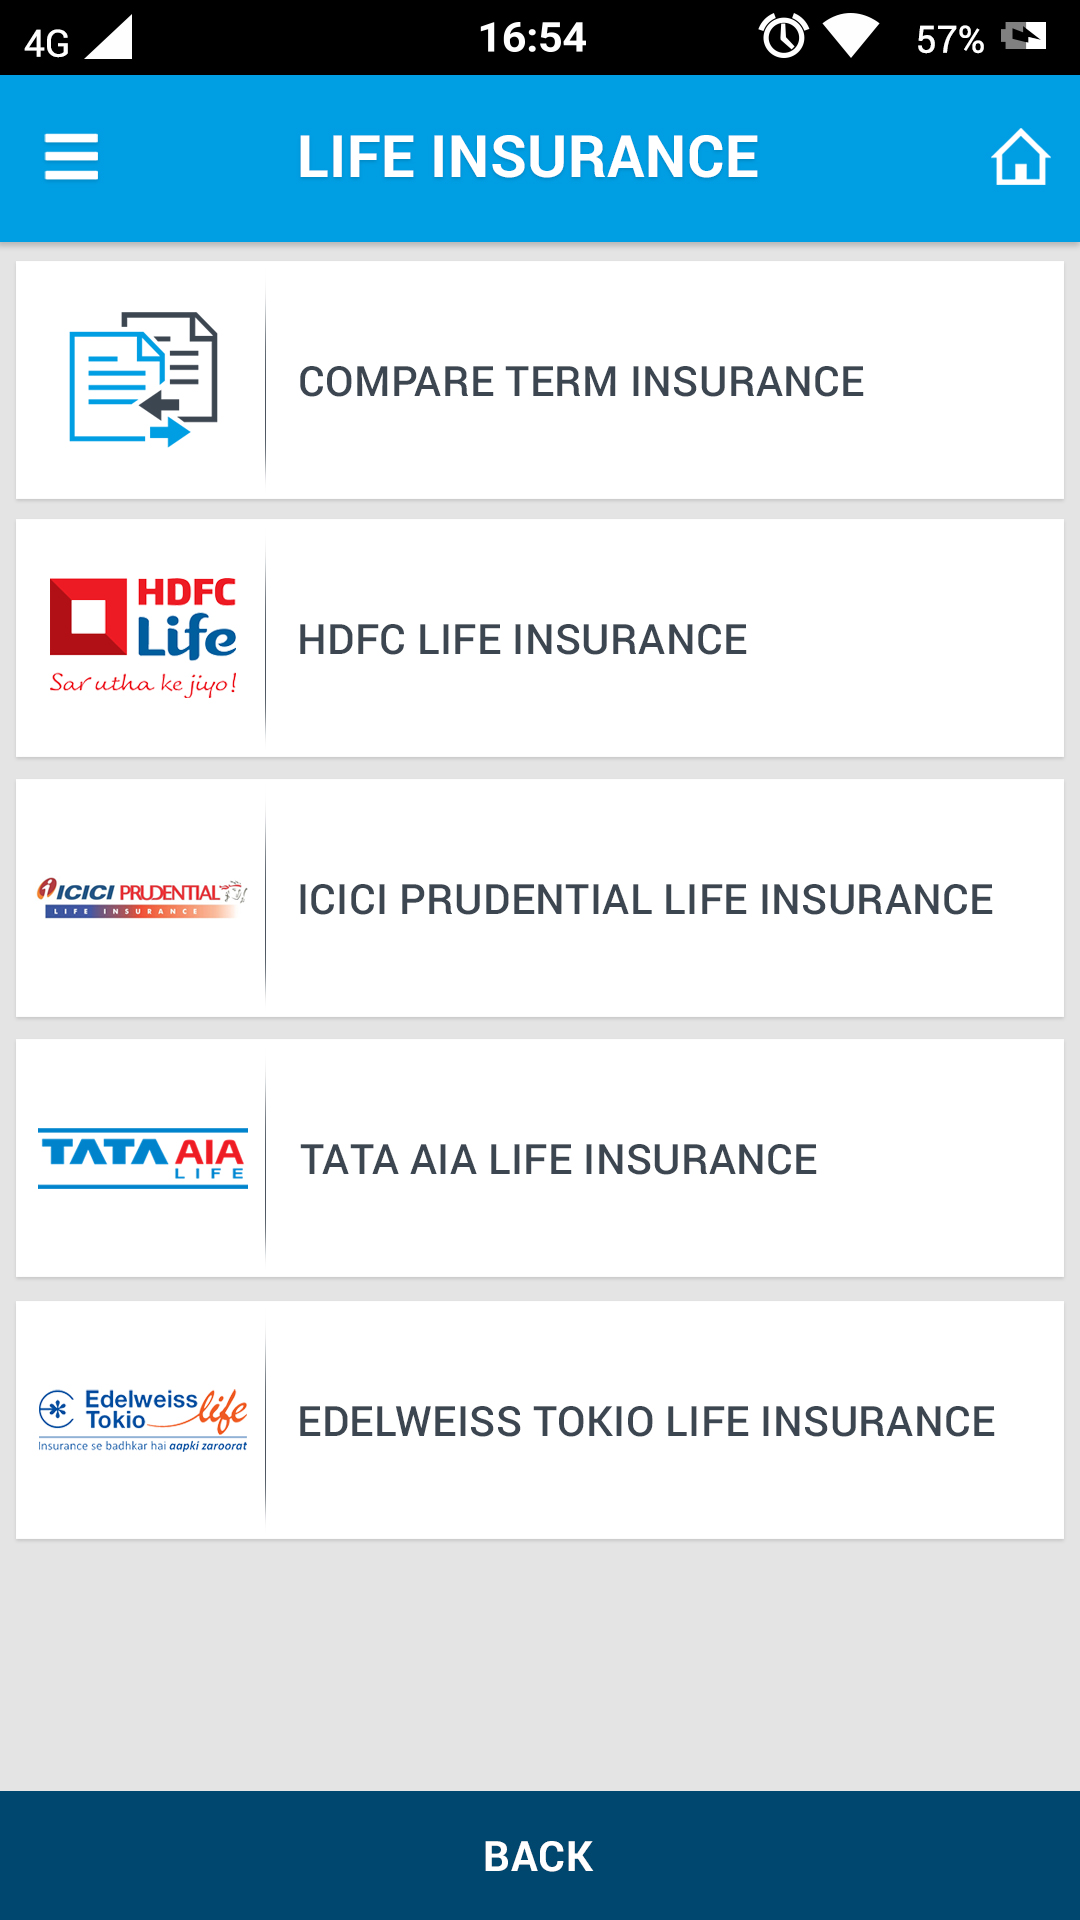 4G 16:54 57%
LIFE INSURANCE
COMPARE TERM INSURANCE
HDFC
Life
Sar utha ke jiyo!
HDFC LIFE INSURANCE
ICICI PRUDENTIAL
LIFE INSURANCE
ICICI PRUDENTIAL LIFE INSURANCE
TATA AIA
LIFE
TATA AIA LIFE INSURANCE
Edelweiss
Tokio life
Insurance se badhkar hai aapki zaroorat
EDELWEISS TOKIO LIFE INSURANCE
BACK